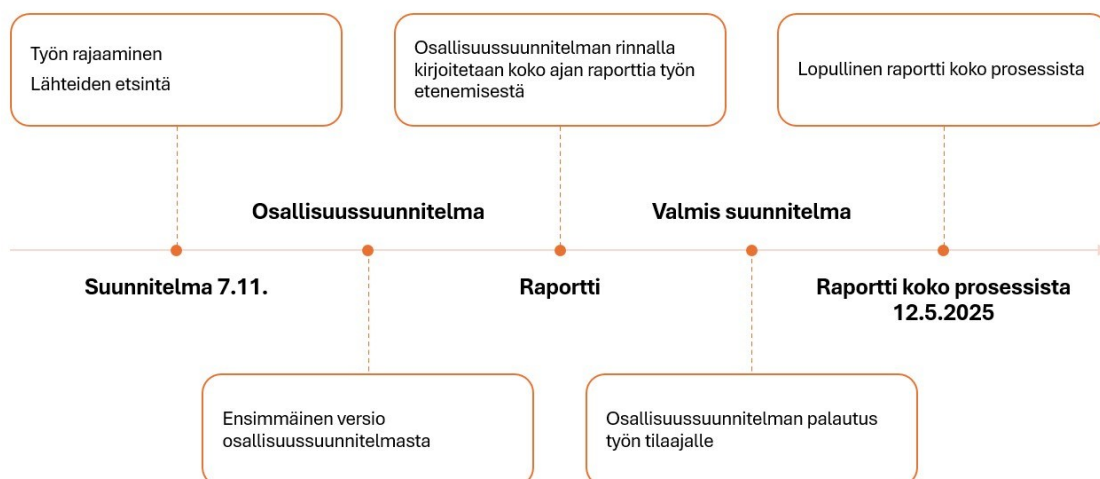 Työn rajaaminen
Lähteiden etsintä
Osallisuussuunnitelman rinnalla
kirjoitetaan koko ajan raporttia työn
etenemisestä
Lopullinen raportti koko prosessista
Osallisuussuunnitelma
Valmis suunnitelma
Suunnitelma 7.11.
Raportti
Raportti koko prosessista
12.5.2025
Ensimmäinen versio
osallisuussuunnitelmasta
Osallisuussuunnitelman palautus
työn tilaajalle